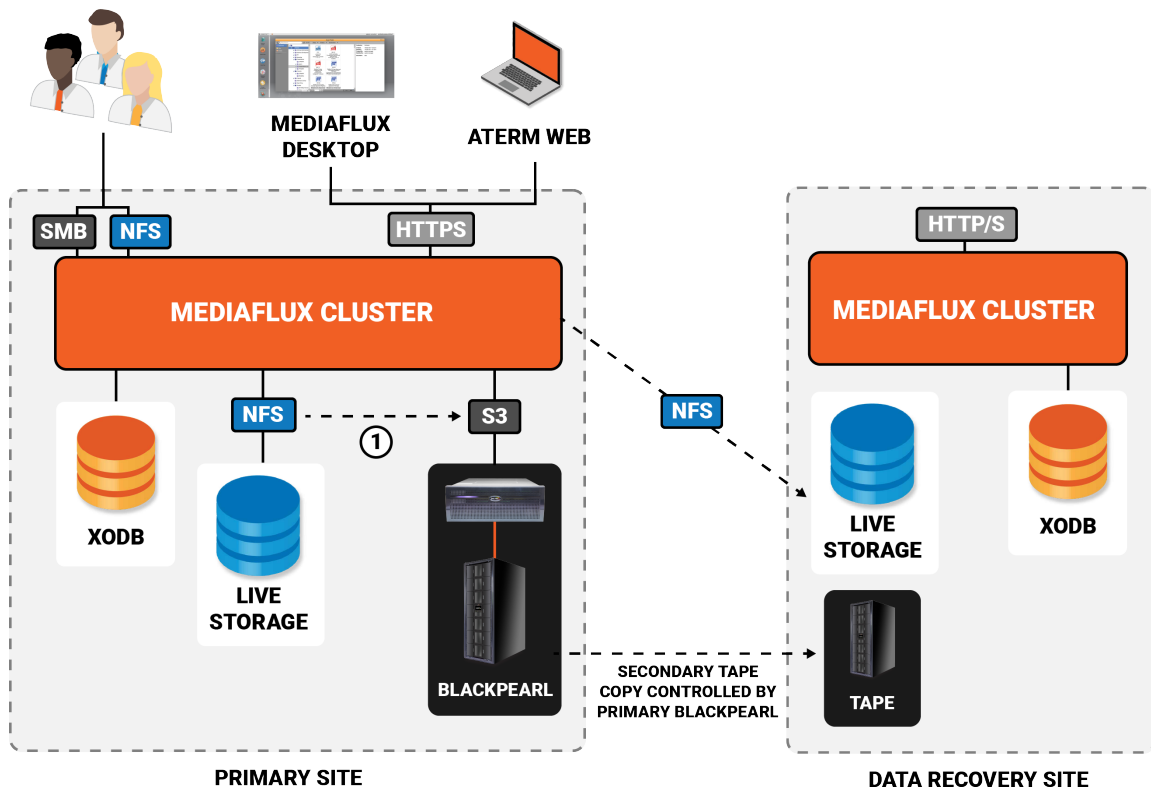 MEDIAFLUX
DESKTOP
ATERM WEB
SMB
NFS
HTTPS
HTTP/S
MEDIAFLUX CLUSTER
MEDIAFLUX CLUSTER
NFS
S3
1
NFS
XODB
LIVE
STORAGE
BLACKPEARL
LIVE
STORAGE
XODB
SECONDARY TAPE
COPY CONTROLLED BY
PRIMARY BLACKPEARL
TAPE
PRIMARY SITE
DATA RECOVERY SITE